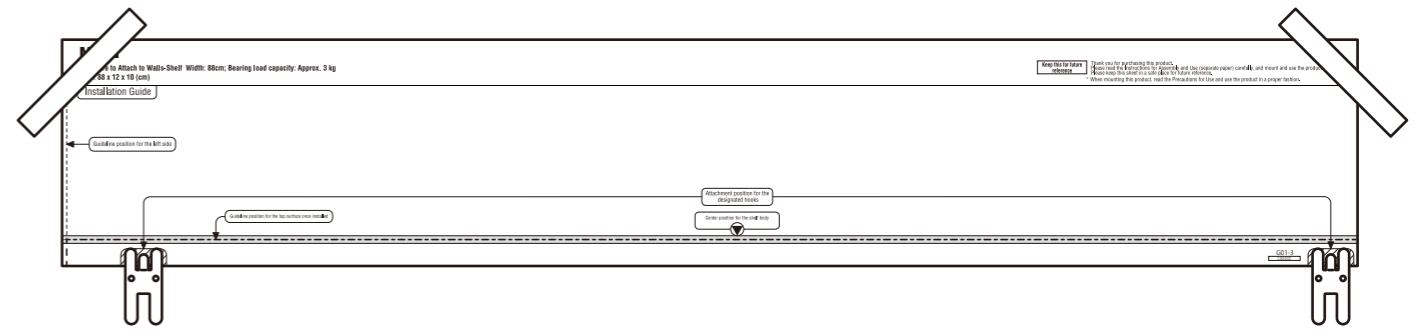 to Attach to Walls-Shelf Width: 88cm; Bearing load capacity: Approx. 3 kg
88 x 12 x 10 (cm)
Keep this for future
reference
Thank you for purchasing this product.
Please read the Instructions for Assembly and Use (separate paper) carefully, and mount and use the produc
Please keep this sheet in a safe place for future reference.
* When mounting this product, read the Precautions for Use and use the product in a proper fashion.
Installation Guide
Guideline position for the left side
Attachment position for the
designated hooks
Guideline position for the top surface once installed
Center position for the shelf body
G01-3